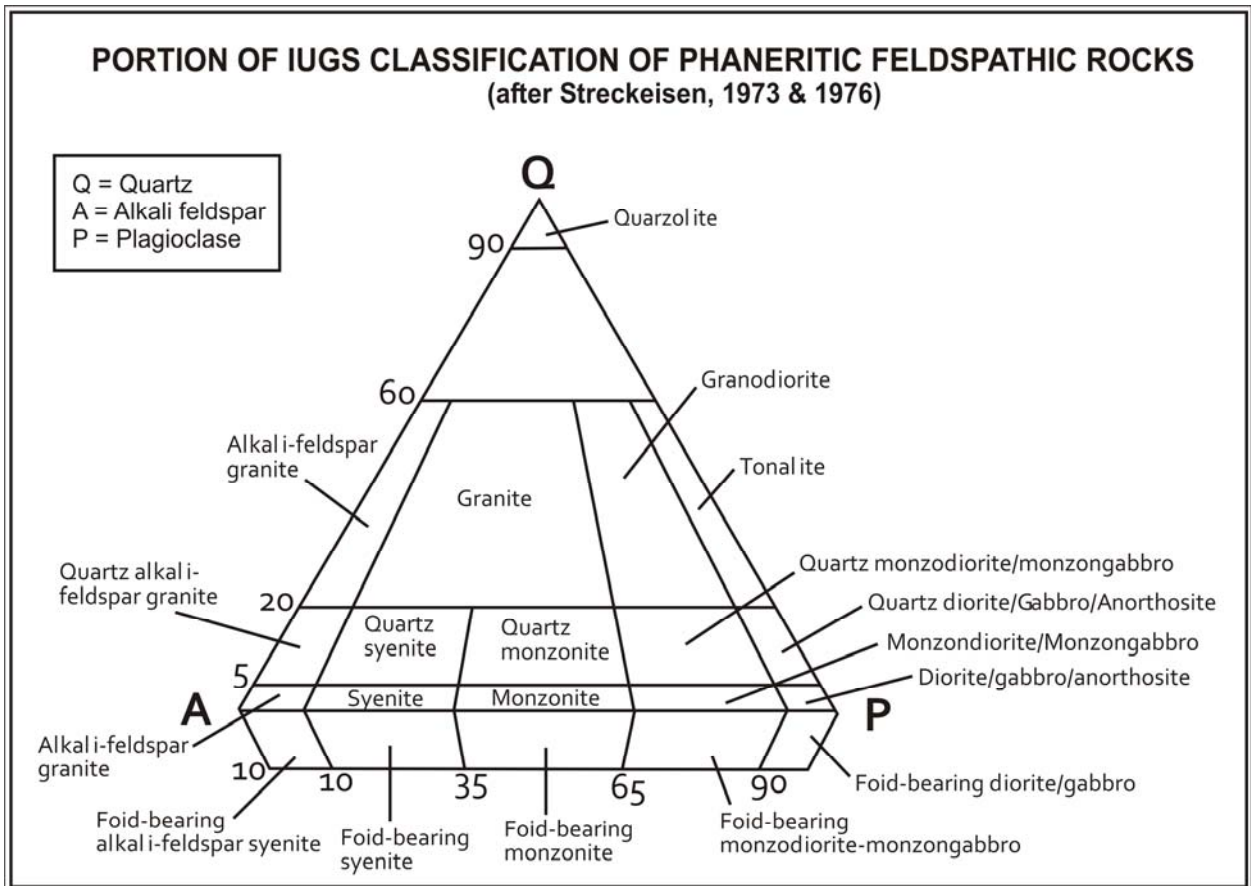 PORTION OF IUGS CLASSIFICATION OF PHANERITIC FELDSPATHIC ROCKS
(after Streckeisen, 1973 & 1976)
Q = Quartz
A = Alkali feldspar
P = Plagioclase
Q
Quarzolite
90
60
Granodiorite
Alkali-feldspar
granite
Tonalite
Granite
Quartz alkali-
feldspar granite
Quartz monzodiorite/monzongabbro
20
Quartz diorite/Gabbro/Anorthosite
Quartz
syenite
Quartz
monzonite
Monzondiorite/Monzongabbro
5
Diorite/gabbro/anorthosite
A
Syenite
Monzonite
P
Alkali-feldspar
granite
10
10
35
65
90
Foid-bearing diorite/gabbro
Foid-bearing
alkali-feldspar syenite
Foid-bearing
syenite
Foid-bearing
monzonite
Foid-bearing
monzodiorite-monzongabbro